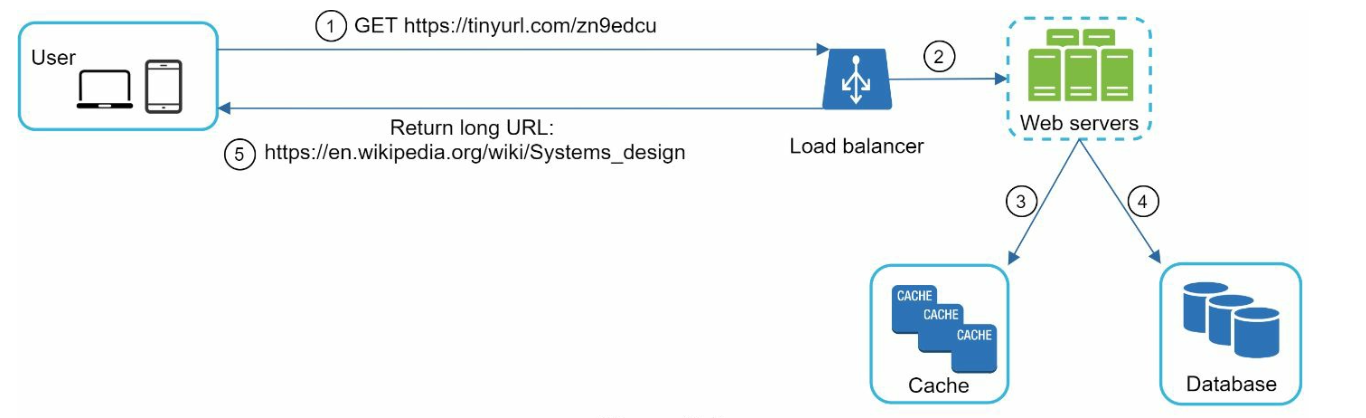 1 GET https://tinyurl.com/zn9edcu
User
2
Return long URL:
5 https://en.wikipedia.org/wiki/Systems_design
Load balancer
Web servers
3
4
CACHE
CACHE
CACHE
Cache
Database